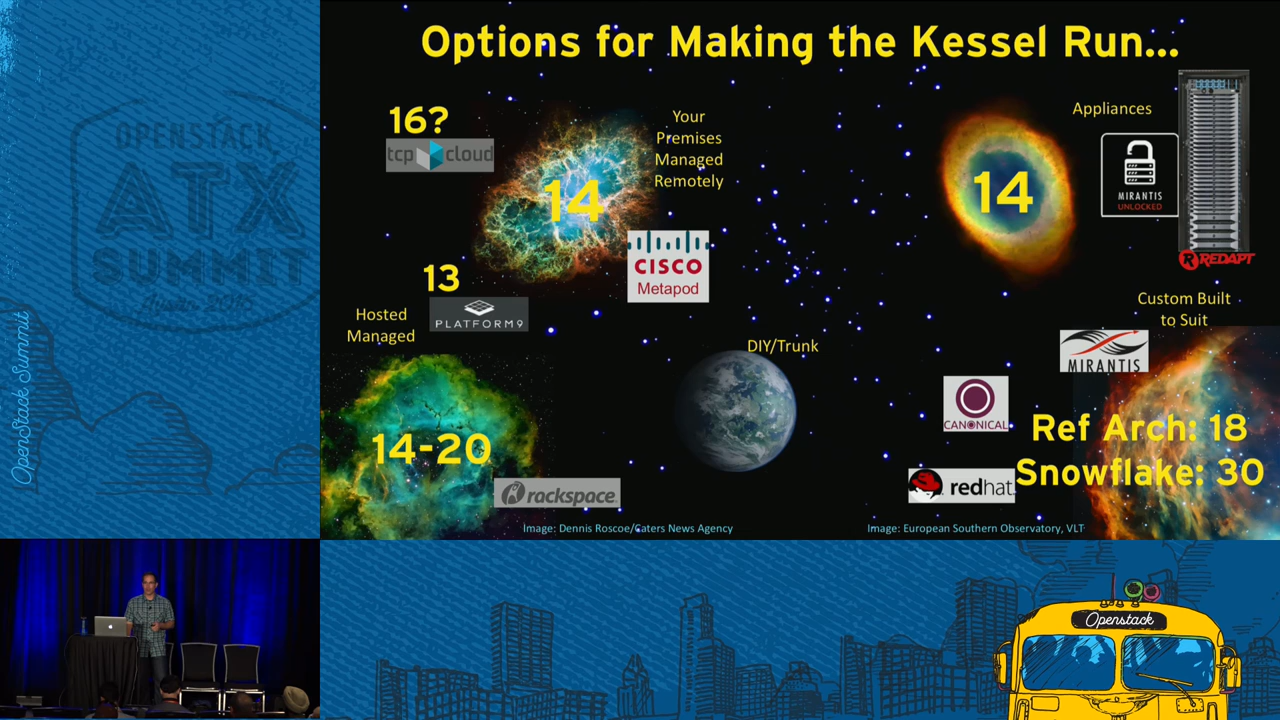 Options for Making the Kessel Run...
16?
tcp cloud
14
Your
Premises
Managed
Remotely
CISCO
Metapod
13
PLATFORM9
Hosted
Managed
14-20
rackspace
DIY/Trunk
14
Appliances
MIRANTIS
UNLOCKED
REDAPT
Custom Built
to Suit
MIRANTIS
CANONICAL
Ref Arch: 18
Snowflake: 30
redhat
Image: Dennis Roscoe/Caters News Agency
Image: European Southern Observatory, VLT
OPENSTACK
ATX
SUMMIT
Austin
OpenStack Summit
Openstack